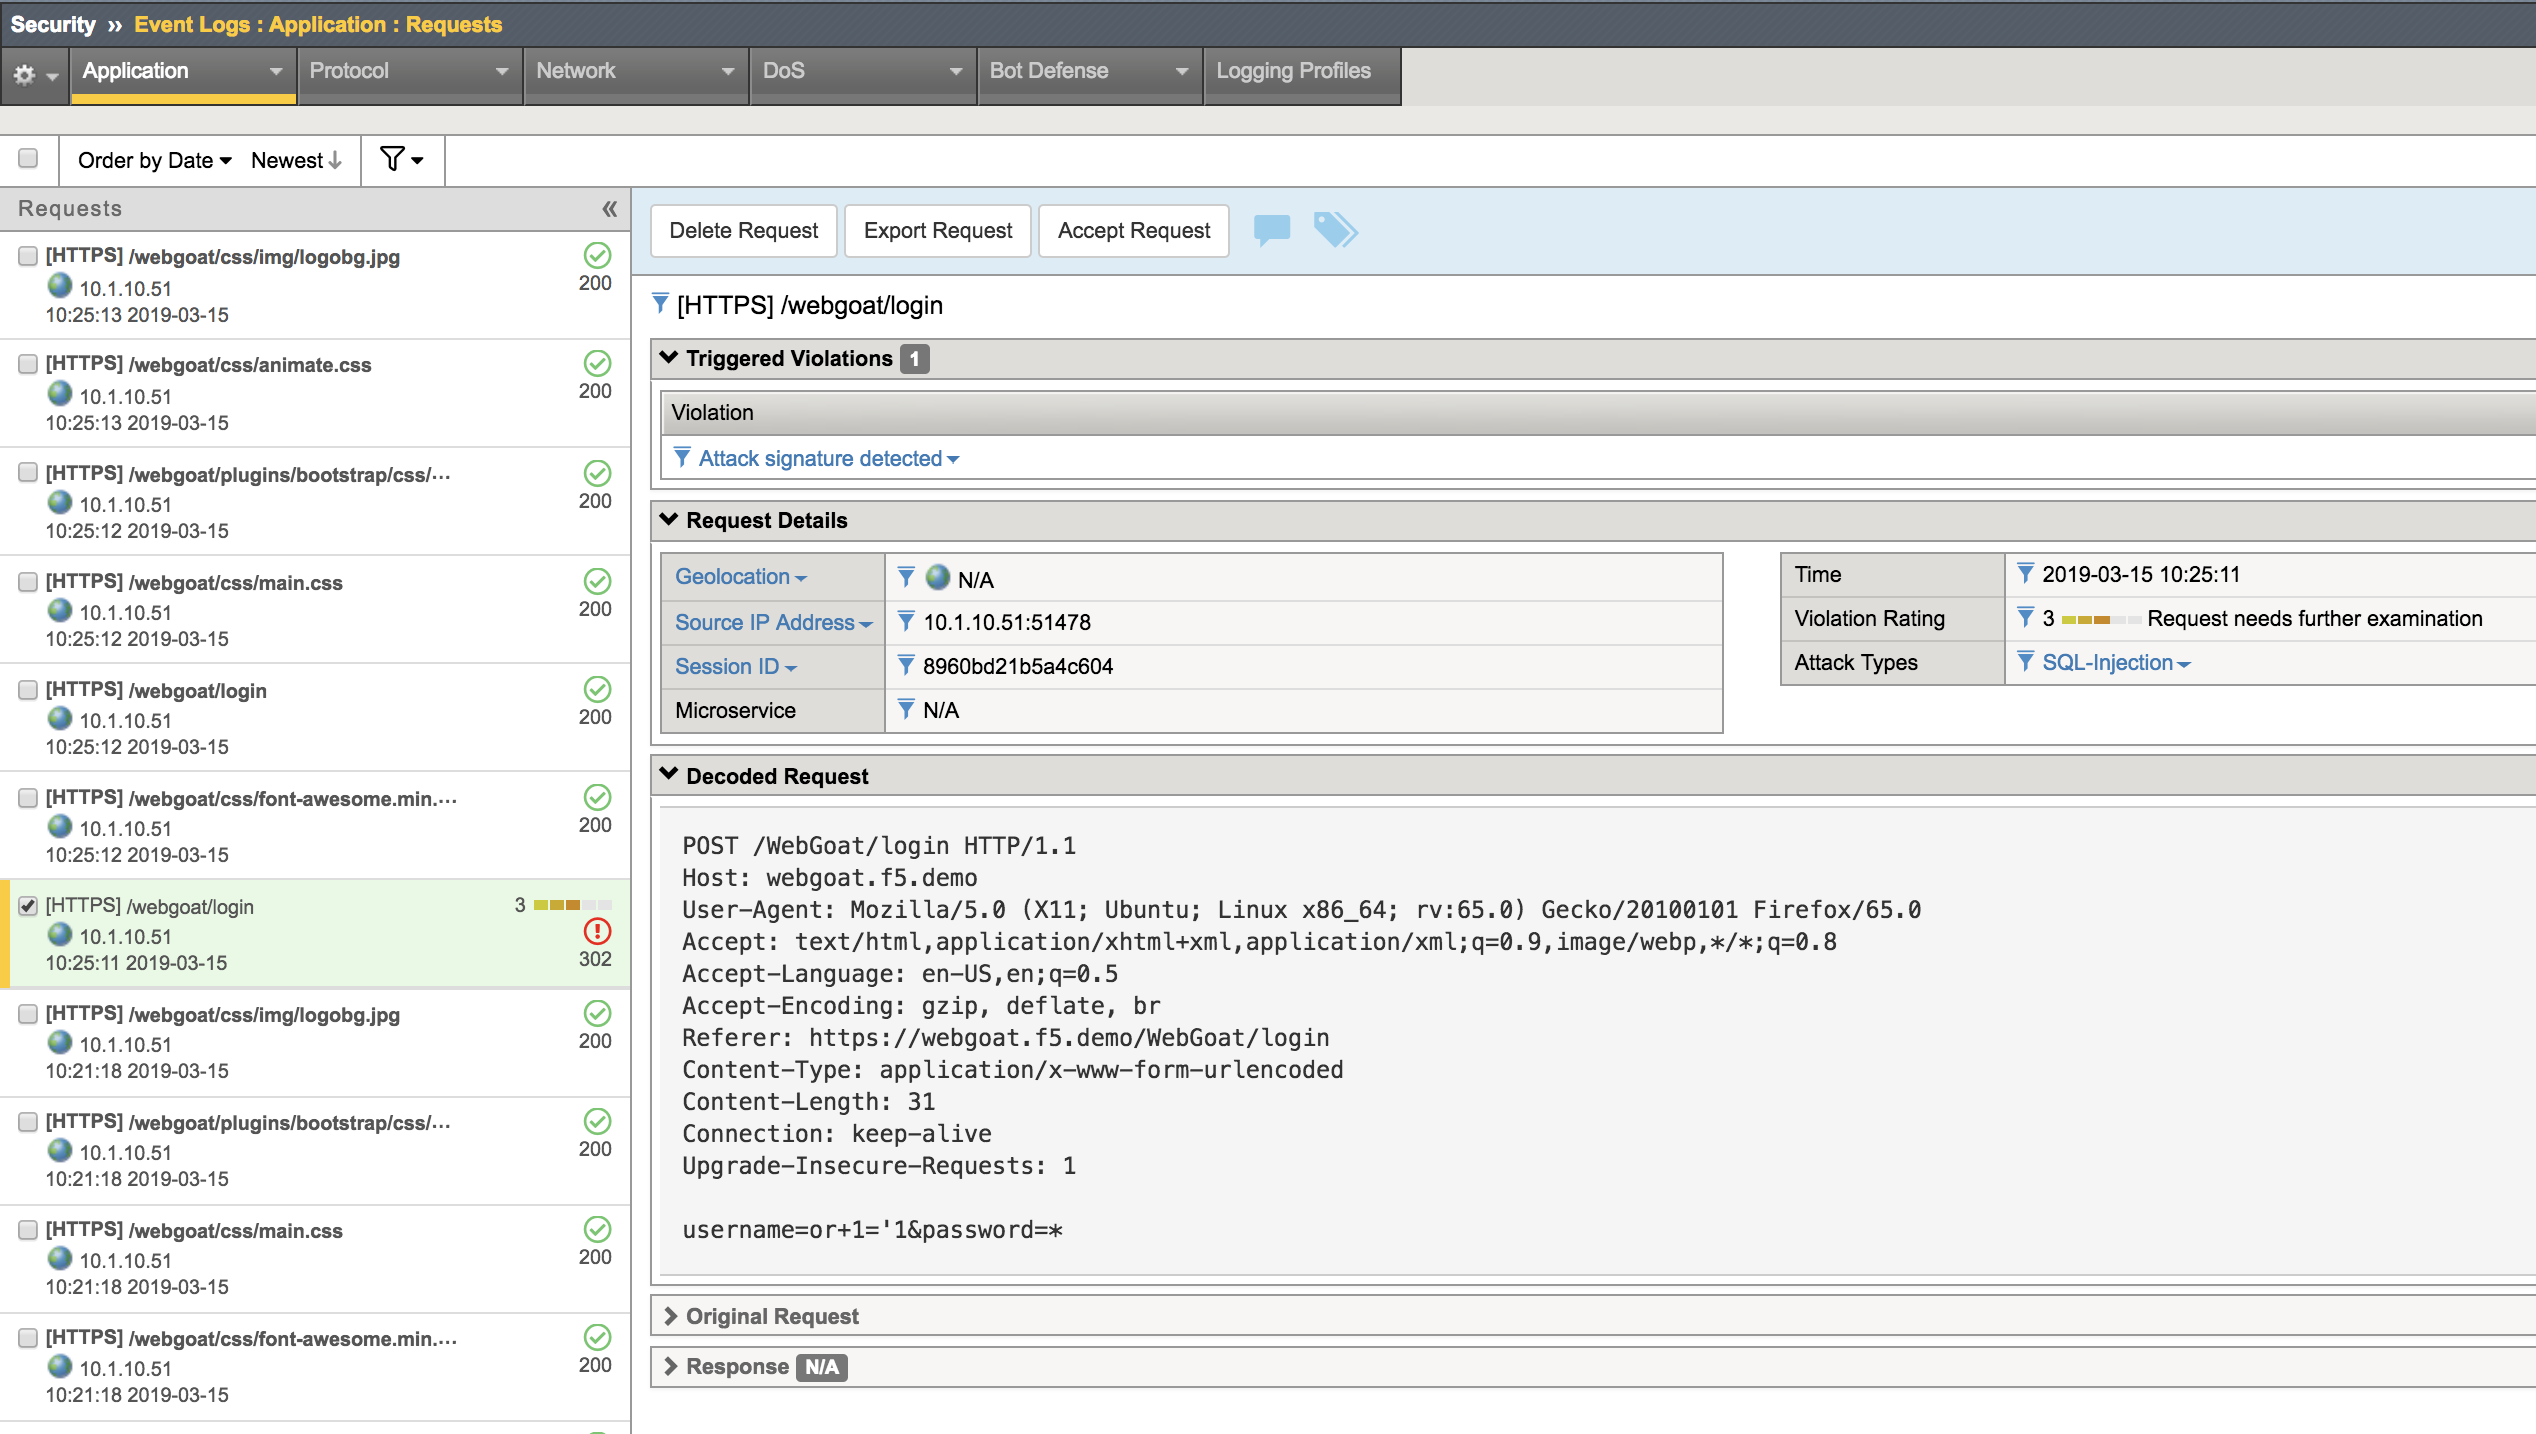 Security » Event Logs : Application : Requests
Application Protocol Network DoS Bot Defense Logging Profiles
Order by Date Newest
Requests «
[HTTPS] /webgoat/css/img/logobg.jpg
10.1.10.51 200
10:25:13 2019-03-15
[HTTPS] /webgoat/css/animate.css
10.1.10.51 200
10:25:13 2019-03-15
[HTTPS] /webgoat/plugins/bootstrap/css/…
10.1.10.51 200
10:25:12 2019-03-15
[HTTPS] /webgoat/css/main.css
10.1.10.51 200
10:25:12 2019-03-15
[HTTPS] /webgoat/login
10.1.10.51 200
10:25:12 2019-03-15
[HTTPS] /webgoat/css/font-awesome.min.…
10.1.10.51 200
10:25:12 2019-03-15
[HTTPS] /webgoat/login 3
10.1.10.51
10:25:11 2019-03-15 302
[HTTPS] /webgoat/css/img/logobg.jpg
10.1.10.51 200
10:21:18 2019-03-15
[HTTPS] /webgoat/plugins/bootstrap/css/…
10.1.10.51 200
10:21:18 2019-03-15
[HTTPS] /webgoat/css/main.css
10.1.10.51 200
10:21:18 2019-03-15
[HTTPS] /webgoat/css/font-awesome.min.…
10.1.10.51 200
10:21:18 2019-03-15
Delete Request Export Request Accept Request
[HTTPS] /webgoat/login
Triggered Violations 1
Violation
Attack signature detected
Request Details
Geolocation N/A
Source IP Address 10.1.10.51:51478
Session ID 8960bd21b5a4c604
Microservice N/A
Time 2019-03-15 10:25:11
Violation Rating 3 Request needs further examination
Attack Types SQL-Injection
Decoded Request
POST /WebGoat/login HTTP/1.1
Host: webgoat.f5.demo
User-Agent: Mozilla/5.0 (X11; Ubuntu; Linux x86_64; rv:65.0) Gecko/20100101 Firefox/65.0
Accept: text/html,application/xhtml+xml,application/xml;q=0.9,image/webp,*/*;q=0.8
Accept-Language: en-US,en;q=0.5
Accept-Encoding: gzip, deflate, br
Referer: https://webgoat.f5.demo/WebGoat/login
Content-Type: application/x-www-form-urlencoded
Content-Length: 31
Connection: keep-alive
Upgrade-Insecure-Requests: 1
username=or+1='1&password=*
Original Request
Response N/A